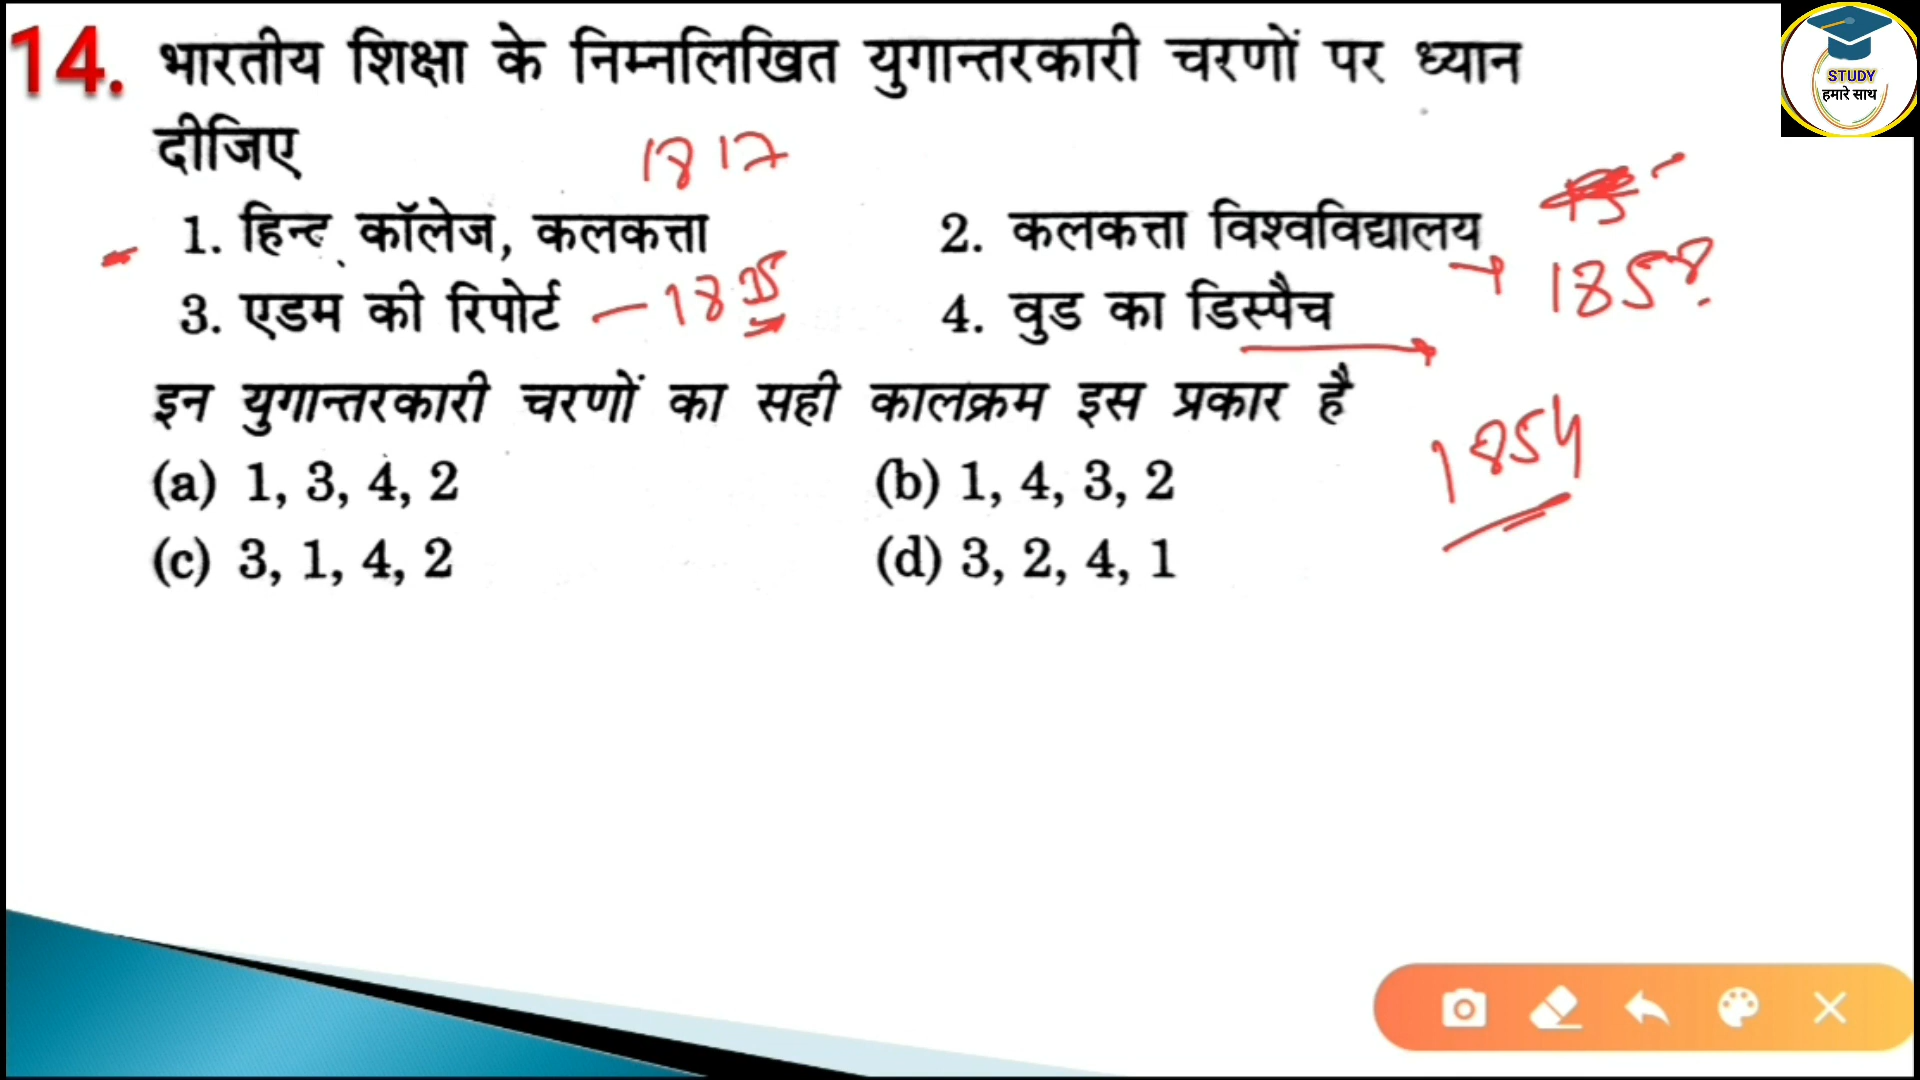 14. भारतीय शिक्षा के निम्नलिखित युगान्तरकारी चरणों पर ध्यान
दीजिए
1817
1. हिन्दू कॉलेज, कलकत्ता 2. कलकत्ता विश्वविद्यालय → 1858
3. एडम की रिपोर्ट — 1835 4. वुड का डिस्पैच → 1854
इन युगान्तरकारी चरणों का सही कालक्रम इस प्रकार है
(a) 1, 3, 4, 2 (b) 1, 4, 3, 2
(c) 3, 1, 4, 2 (d) 3, 2, 4, 1
STUDY
हमारे साथ